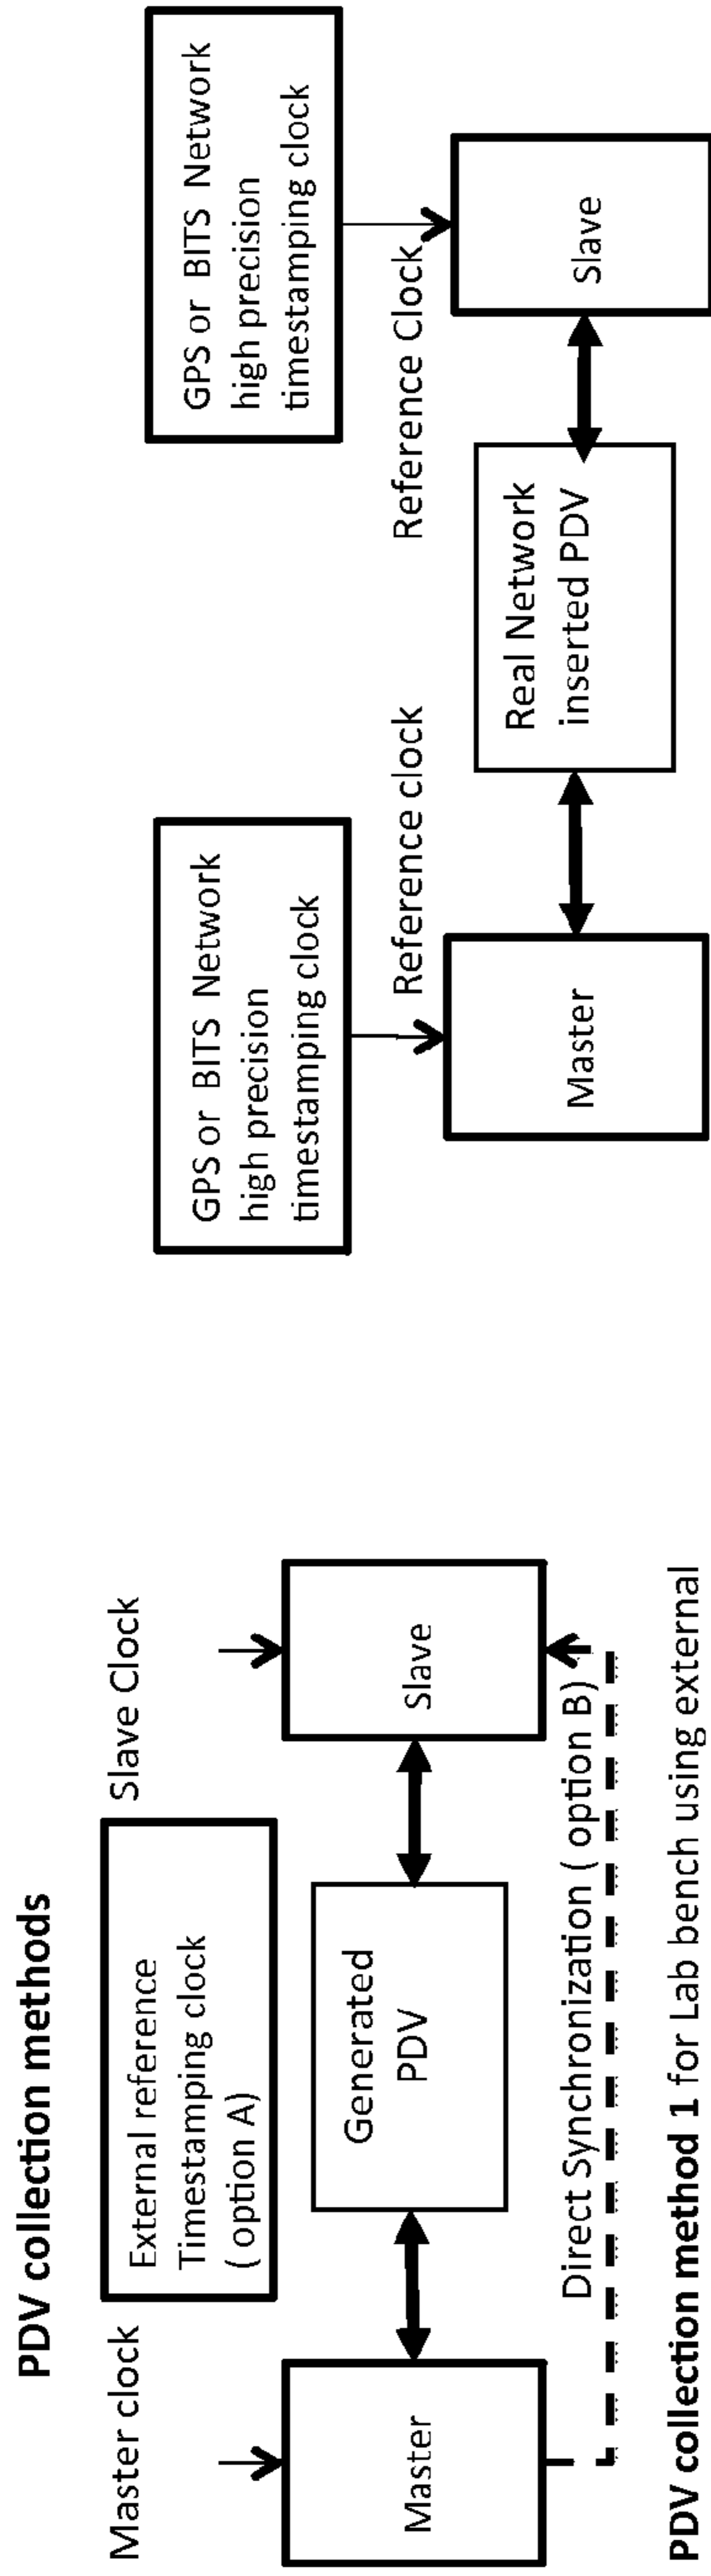 PDV collection methods
Master clock
External reference
Timestamping clock
( option A)
Slave Clock
Master
Generated
PDV
Slave
Direct Synchronization ( option B)
PDV collection method 1 for Lab bench using external
GPS or BITS Network
high precision
timestamping clock
Reference clock
Master
Real Network
inserted PDV
GPS or BITS Network
high precision
timestamping clock
Reference Clock
Slave